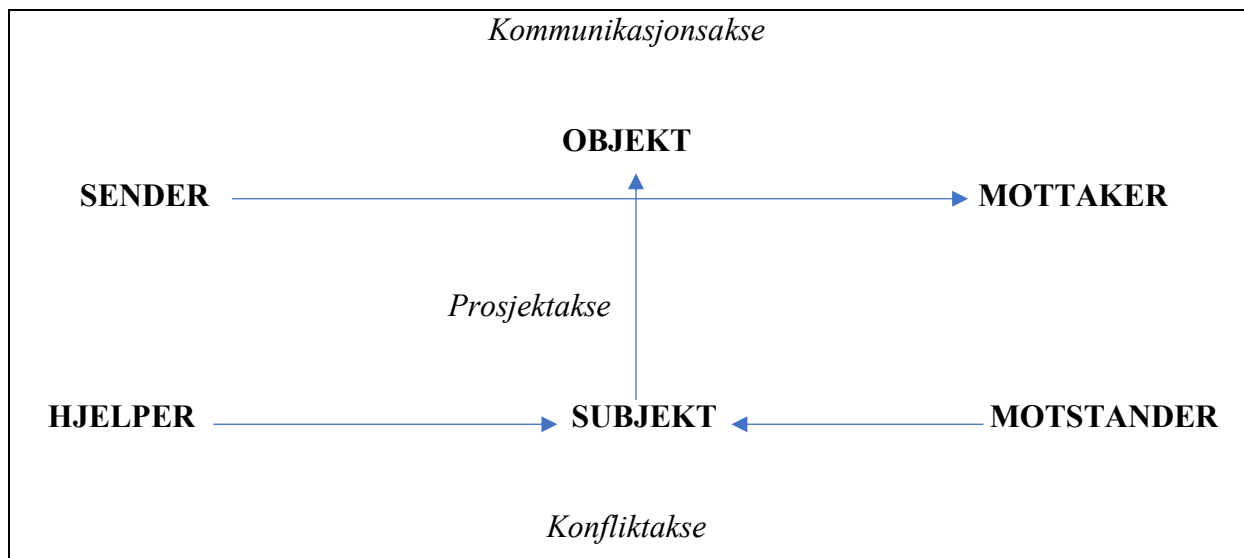 Kommunikasjonsakse
OBJEKT
SENDER MOTTAKER
Prosjektakse
HJELPER SUBJEKT MOTSTANDER
Konfliktakse